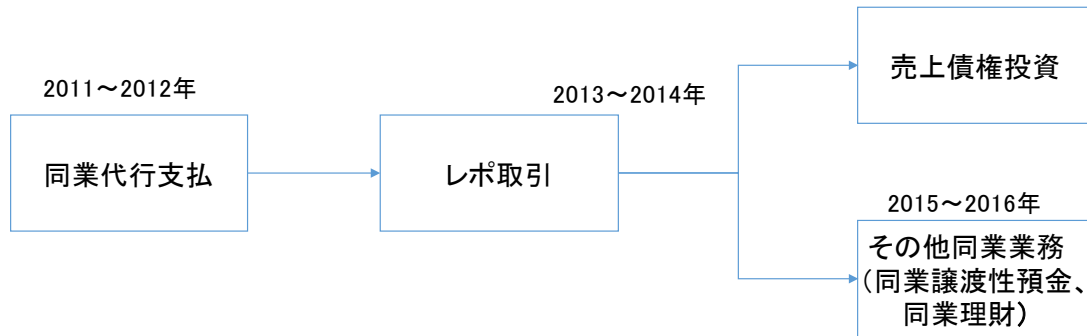 2011～2012年
同業代行支払
2013～2014年
レポ取引
売上債権投資
2015～2016年
その他同業業務
（同業譲渡性預金、
同業理財）